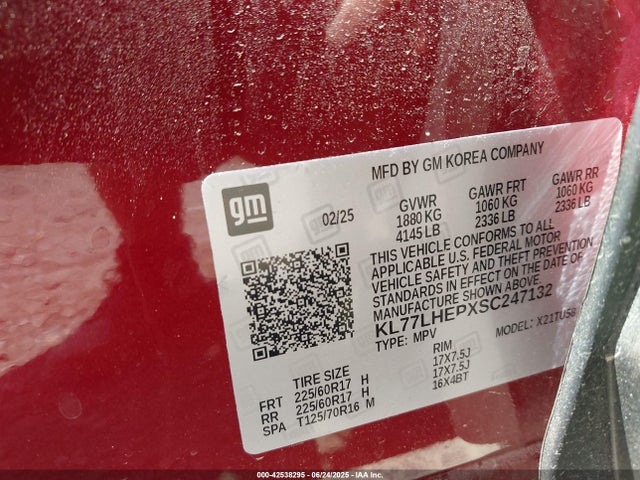 MFD BY GM KOREA COMPANY
gm
02/25
GVWR GAWR FRT GAWR RR
1880 KG 1060 KG 1060 KG
4145 LB 2336 LB 2336 LB
THIS VEHICLE CONFORMS TO ALL
APPLICABLE U.S. FEDERAL MOTOR
VEHICLE SAFETY AND THEFT PREVENTION
STANDARDS IN EFFECT ON THE DATE OF
MANUFACTURE SHOWN ABOVE.
KL77LHEPXSC247132
TYPE: MPV MODEL: X21TU58
TIRE SIZE RIM
FRT 225/60R17 H 17X7.5J
RR 225/60R17 H 17X7.5J
SPA T125/70R16 M 16X4BT
000-42538295 - 06/24/2025 - IAA Inc.